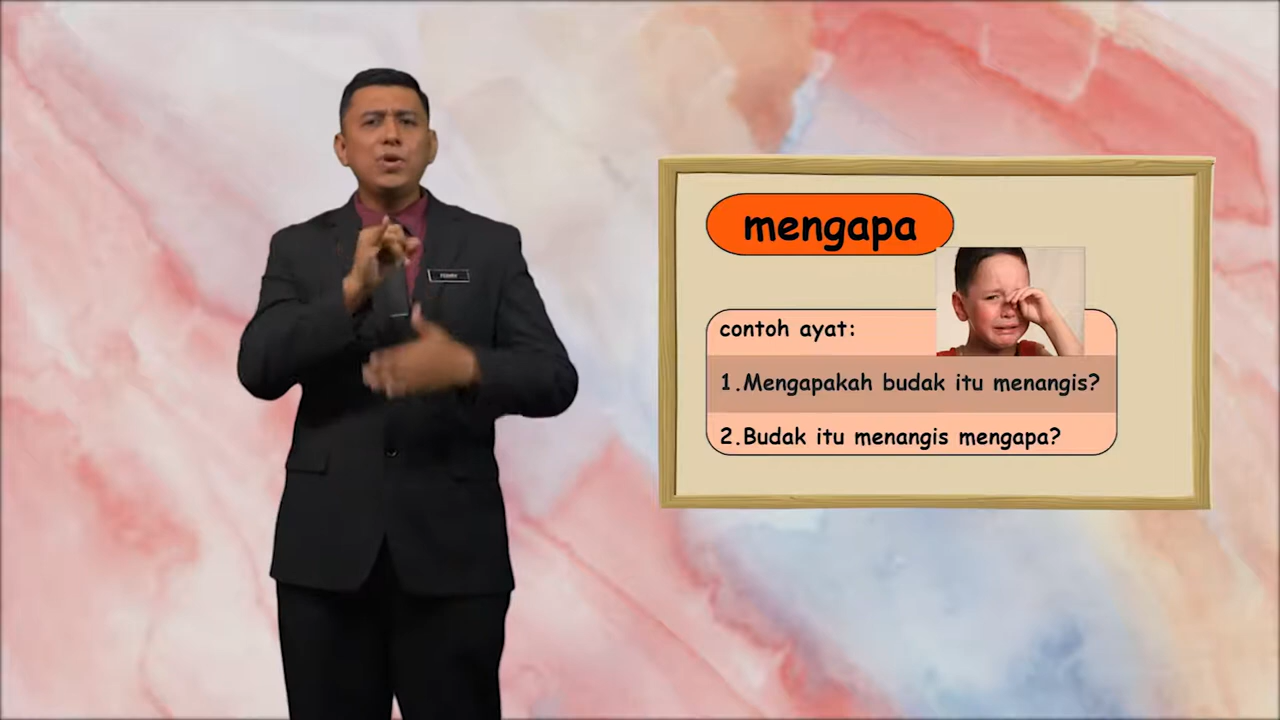 mengapa
contoh ayat:
1.Mengapakah budak itu menangis?
2.Budak itu menangis mengapa?